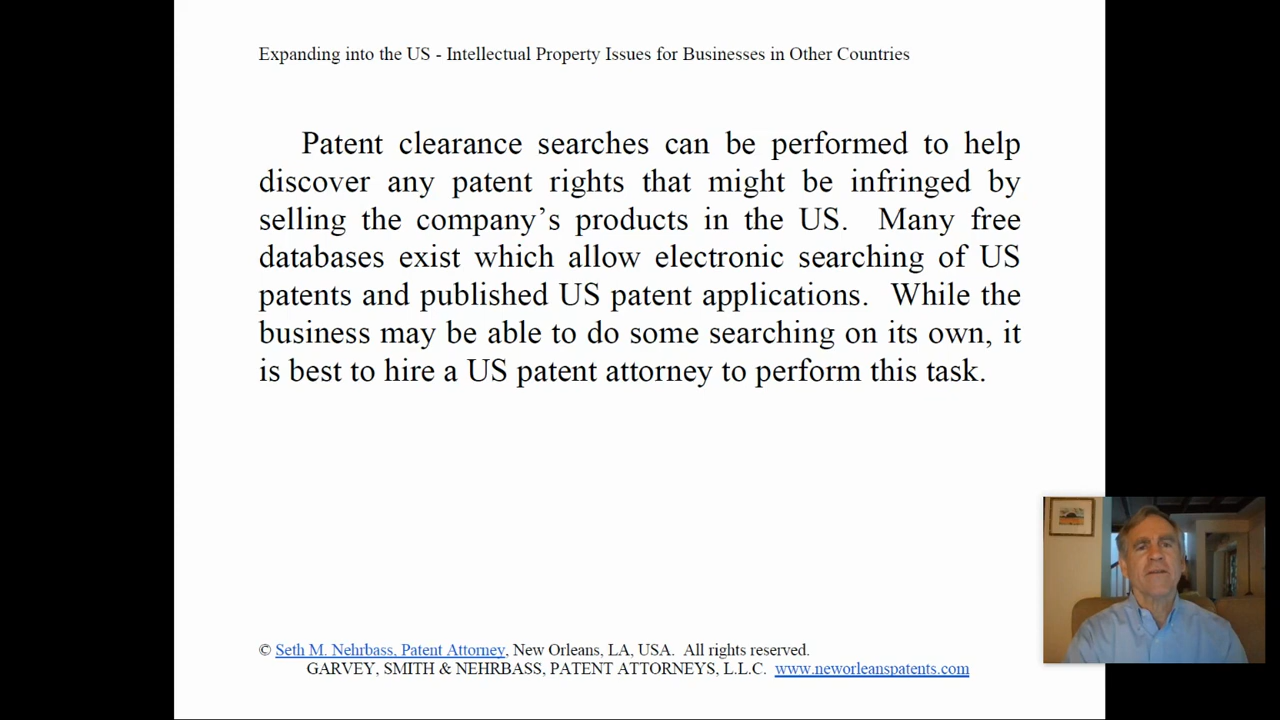 Expanding into the US - Intellectual Property Issues for Businesses in Other Countries
Patent clearance searches can be performed to help
discover any patent rights that might be infringed by
selling the company’s products in the US. Many free
databases exist which allow electronic searching of US
patents and published US patent applications. While the
business may be able to do some searching on its own, it
is best to hire a US patent attorney to perform this task.
© Seth M. Nehrbass, Patent Attorney, New Orleans, LA, USA. All rights reserved.
GARVEY, SMITH & NEHRBASS, PATENT ATTORNEYS, L.L.C. www.neworleanspatents.com